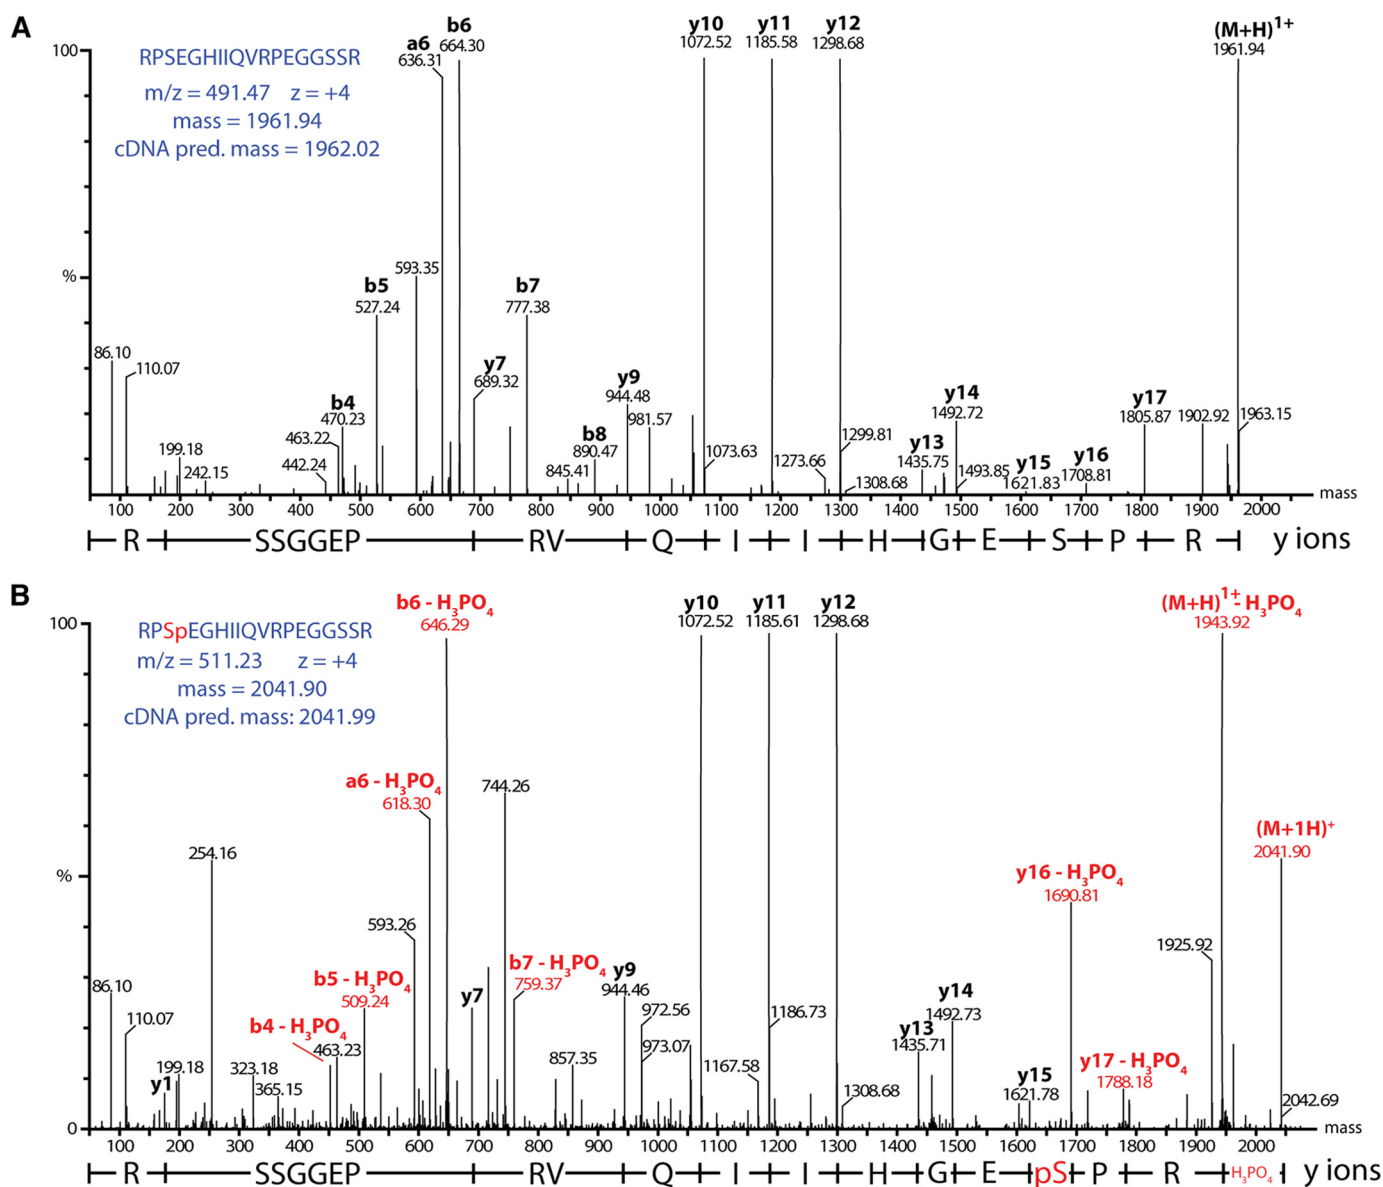 A
100
%
RPSEGHIIQVRPEGGSSR
m/z = 491.47 z = +4
mass = 1961.94
cDNA pred. mass = 1962.02
86.10
110.07
199.18
242.15
442.24
463.22
b4
470.23
b5
527.24
593.35
a6
636.31
b6
664.30
y7
689.32
b7
777.38
845.41
b8
890.47
y9
944.48
981.57
y10
1072.52
1073.63
y11
1185.58
1273.66
y12
1298.68
1299.81
1308.68
y13
1435.75
y14
1492.72
1493.85
y15
1621.83
y16
1708.81
y17
1805.87
1902.92
(M+H)1+
1961.94
1963.15
100 200 300 400 500 600 700 800 900 1000 1100 1200 1300 1400 1500 1600 1700 1800 1900 2000 mass
R SSGGEP RV Q I I H G E S P R y ions
B
100
%
0
RPSpEGHIIQVRPEGGSSR
m/z = 511.23 z = +4
mass = 2041.90
cDNA pred. mass: 2041.99
86.10
110.07
y1
199.18
254.16
323.18
365.15
b4 - H3PO4
463.23
b5 - H3PO4
509.24
593.26
a6 - H3PO4
618.30
b6 - H3PO4
646.29
y7
744.26
b7 - H3PO4
759.37
857.35
y9
944.46
972.56
973.07
y10
1072.52
1167.58
y11
1185.61
1186.73
y12
1298.68
1308.68
y13
1435.71
y14
1492.73
y15
1621.78
y16 - H3PO4
1690.81
y17 - H3PO4
1788.18
1925.92
(M+H)1+ - H3PO4
1943.92
(M+1H)+
2041.90
2042.69
100 200 300 400 500 600 700 800 900 1000 1100 1200 1300 1400 1500 1600 1700 1800 1900 2000 mass
R SSGGEP RV Q I I H G E pS P R H3PO4 y ions